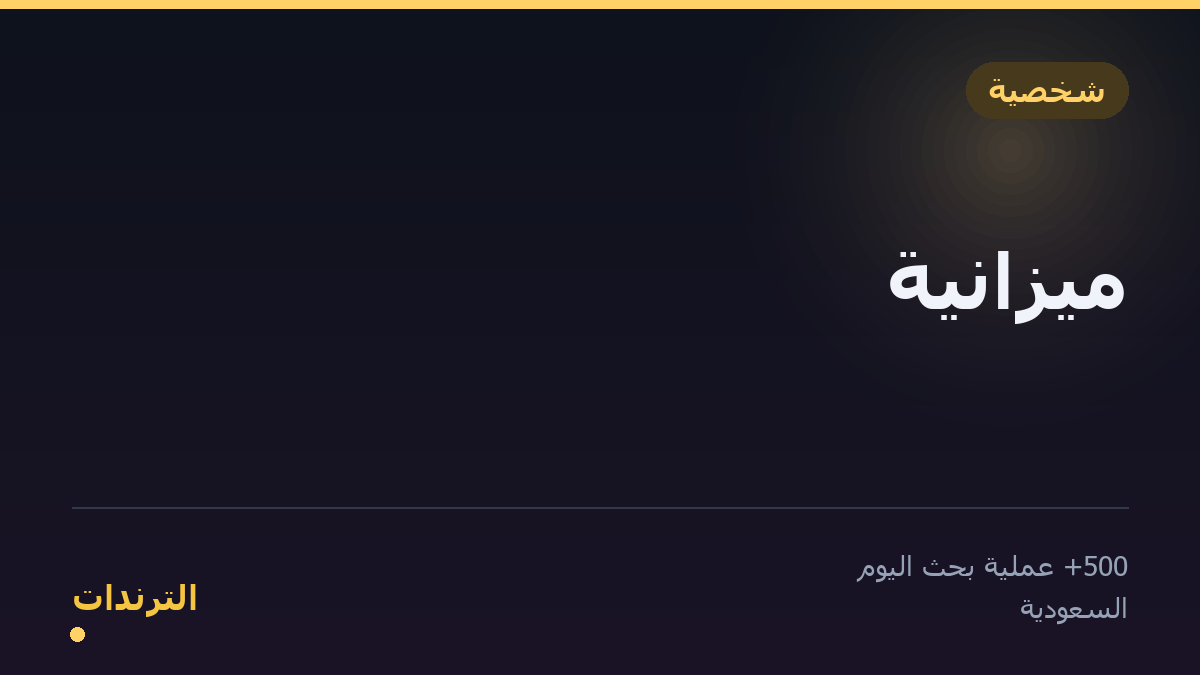 شخصية
ميزانية
500+ عملية بحث اليوم
السعودية
الترندات